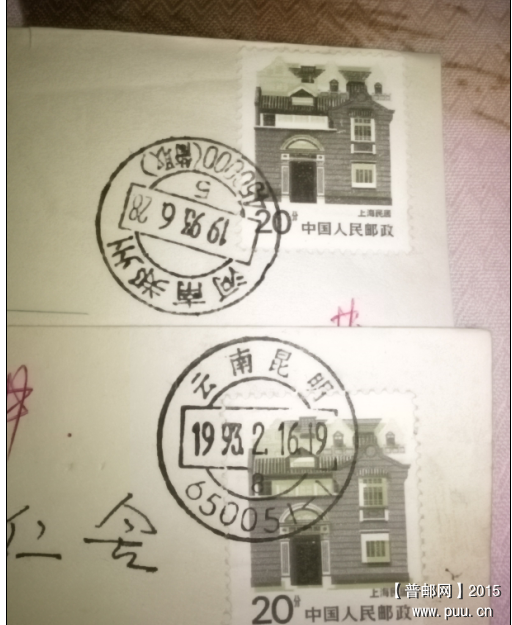 上海民居
20分 中国人民邮政
450000(营收)
5
1993.6.28
河南郑州
云南昆明
1993.2.16.19
8
650051
上海民居
20分 中国人民邮政
【普邮网】2015
www.puu.cn